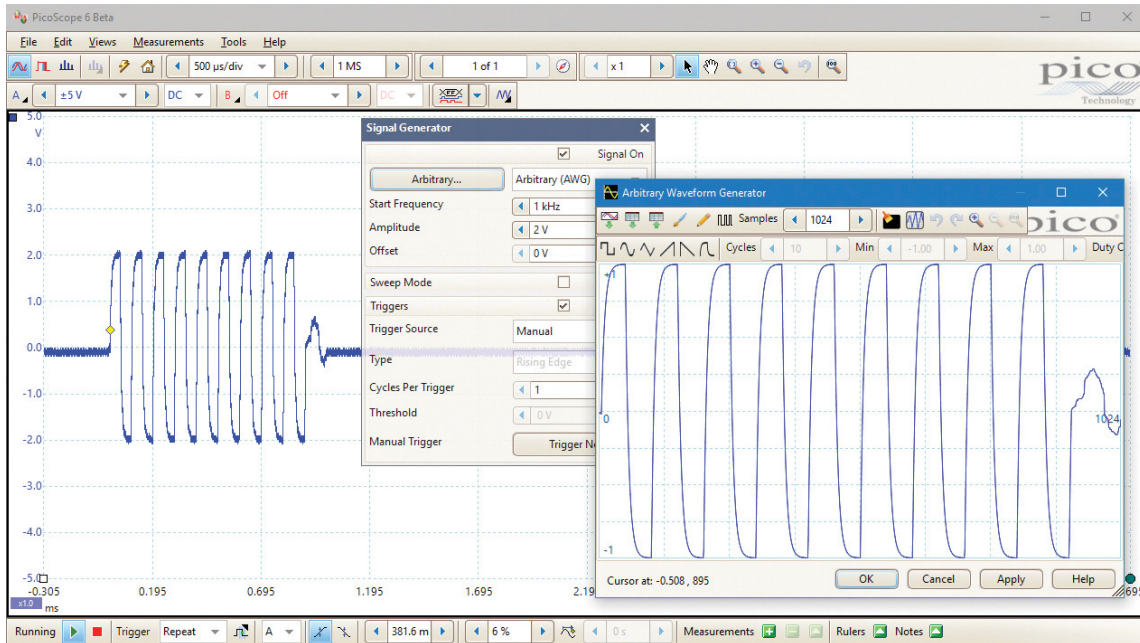 PicoScope 6 Beta
File Edit Views Measurements Tools Help
500 µs/div 1 MS 1 of 1 x 1
A ±5 V DC B Off DC
pico
Technology
5.0
V
4.0
3.0
2.0
1.0
0.0
-1.0
-2.0
-3.0
-4.0
-5.0
-0.305 0.195 0.695 1.195 1.695 2.19 695
x1.0 ms
Signal Generator
Signal On
Arbitrary... Arbitrary (AWG)
Start Frequency 1 kHz
Amplitude 2 V
Offset 0 V
Sweep Mode
Triggers
Trigger Source Manual
Type Rising Edge
Cycles Per Trigger 1
Threshold 0 V
Manual Trigger Trigger N
Arbitrary Waveform Generator
Samples 1024 pico
Cycles 10 Min -1.00 Max 1.00 Duty C
+1
0 1024
-1
Cursor at: -0.508 , 895 OK Cancel Apply Help
Running Trigger Repeat A 381.6 m 6 % 0 s Measurements Rulers Notes